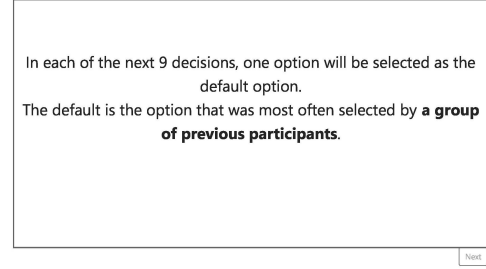 In each of the next 9 decisions, one option will be selected as the
default option.
The default is the option that was most often selected by a group
of previous participants.
Next